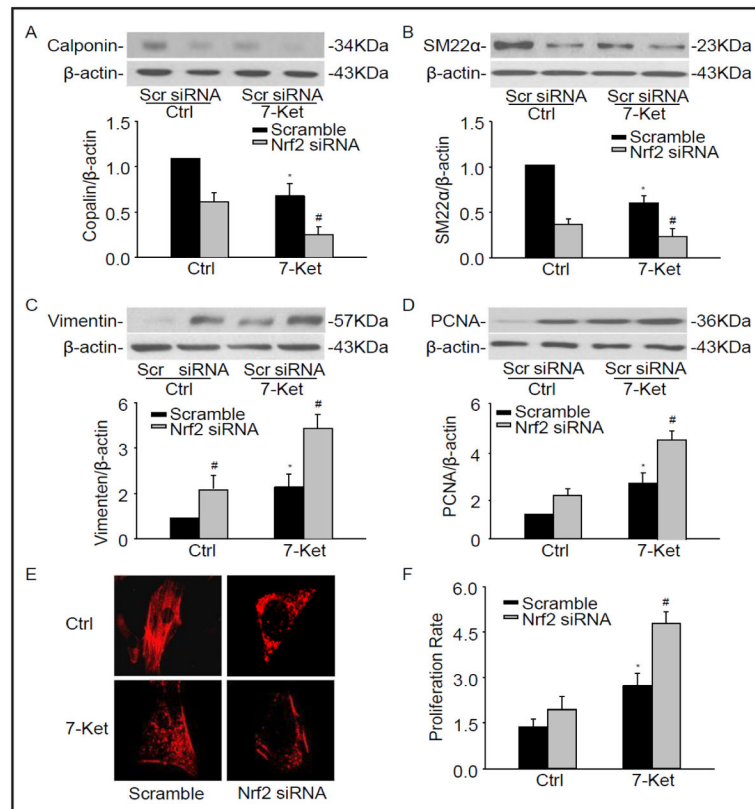 A
Calponin-
-34KDa
β-actin
-43KDa
Scr siRNA Scr siRNA
Ctrl 7-Ket
Scramble
Nrf2 siRNA
Copalin/β-actin
1.5
1.0
0.5
0.0
*
#
Ctrl 7-Ket
B
SM22α-
-23KDa
β-actin-
-43KDa
Scr siRNA Scr siRNA
Ctrl 7-Ket
Scramble
Nrf2 siRNA
SM22α/β-actin
1.5
1.0
0.5
0.0
*
#
Ctrl 7-Ket
C
Vimentin-
-57KDa
β-actin-
-43KDa
Scr siRNA Scr siRNA
Ctrl 7-Ket
Scramble
Nrf2 siRNA
Vimenten/β-actin
6
3
2
0
#
*
#
Ctrl 7-Ket
D
PCNA-
-36KDa
β-actin-
-43KDa
Scr siRNA Scr siRNA
Ctrl 7-Ket
Scramble
Nrf2 siRNA
PCNA/β-actin
6
4
2
0
*
#
Ctrl 7-Ket
E
Ctrl
7-Ket
Scramble Nrf2 siRNA
F
Scramble
Nrf2 siRNA
Proliferation Rate
6.0
4.5
3.0
1.5
0.0
*
#
Ctrl 7-Ket